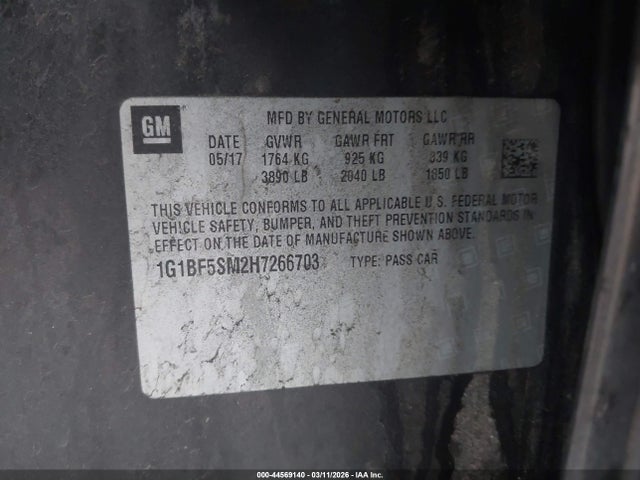 GM
MFD BY GENERAL MOTORS LLC
DATE GVWR GAWR FRT GAWR RR
05/17 1764 KG 925 KG 839 KG
3890 LB 2040 LB 1850 LB
THIS VEHICLE CONFORMS TO ALL APPLICABLE U.S. FEDERAL MOTOR
VEHICLE SAFETY, BUMPER, AND THEFT PREVENTION STANDARDS IN
EFFECT ON THE DATE OF MANUFACTURE SHOWN ABOVE.
1G1BF5SM2H7266703 TYPE: PASS CAR
000-44569140 - 03/11/2026 - IAA Inc.